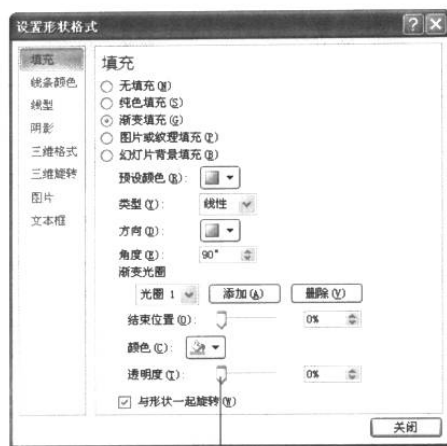 设置形状格式
填充
线条颜色
线型
阴影
三维格式
三维旋转
图片
文本框
填充
无填充(N)
纯色填充(S)
渐变填充(G)
图片或纹理填充(P)
幻灯片背景填充(B)
预设颜色(R):
类型(Y): 线性
方向(D):
角度(E): 90°
渐变光圈
光圈 1 添加(A) 删除(V)
结束位置(O): 0%
颜色(C):
透明度(T): 0%
与形状一起旋转(W)
关闭